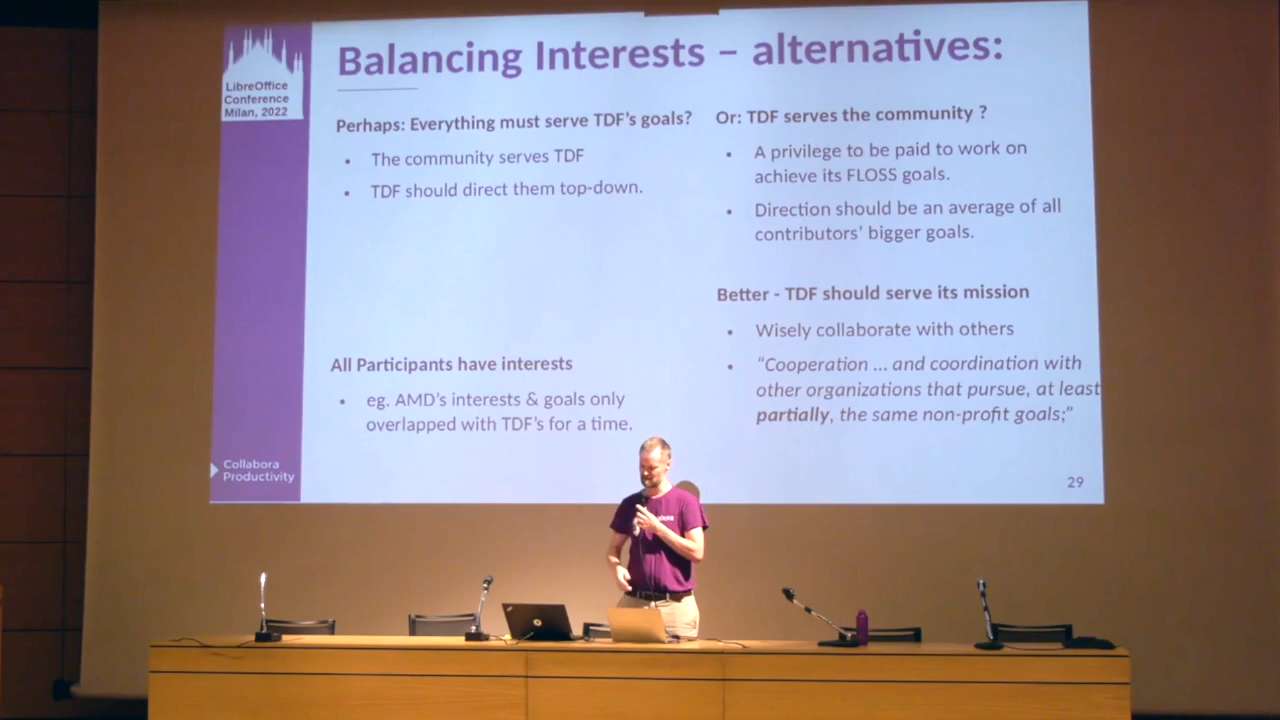 Balancing Interests – alternatives:
LibreOffice
Conference
Milan, 2022
Perhaps: Everything must serve TDF's goals?
• The community serves TDF
• TDF should direct them top-down.
All Participants have interests
• eg. AMD's interests & goals only
overlapped with TDF's for a time.
Or: TDF serves the community ?
• A privilege to be paid to work on
achieve its FLOSS goals.
• Direction should be an average of all
contributors' bigger goals.
Better - TDF should serve its mission
• Wisely collaborate with others
• “Cooperation ... and coordination with
other organizations that pursue, at least
partially, the same non-profit goals;”
Collabora
Productivity
29